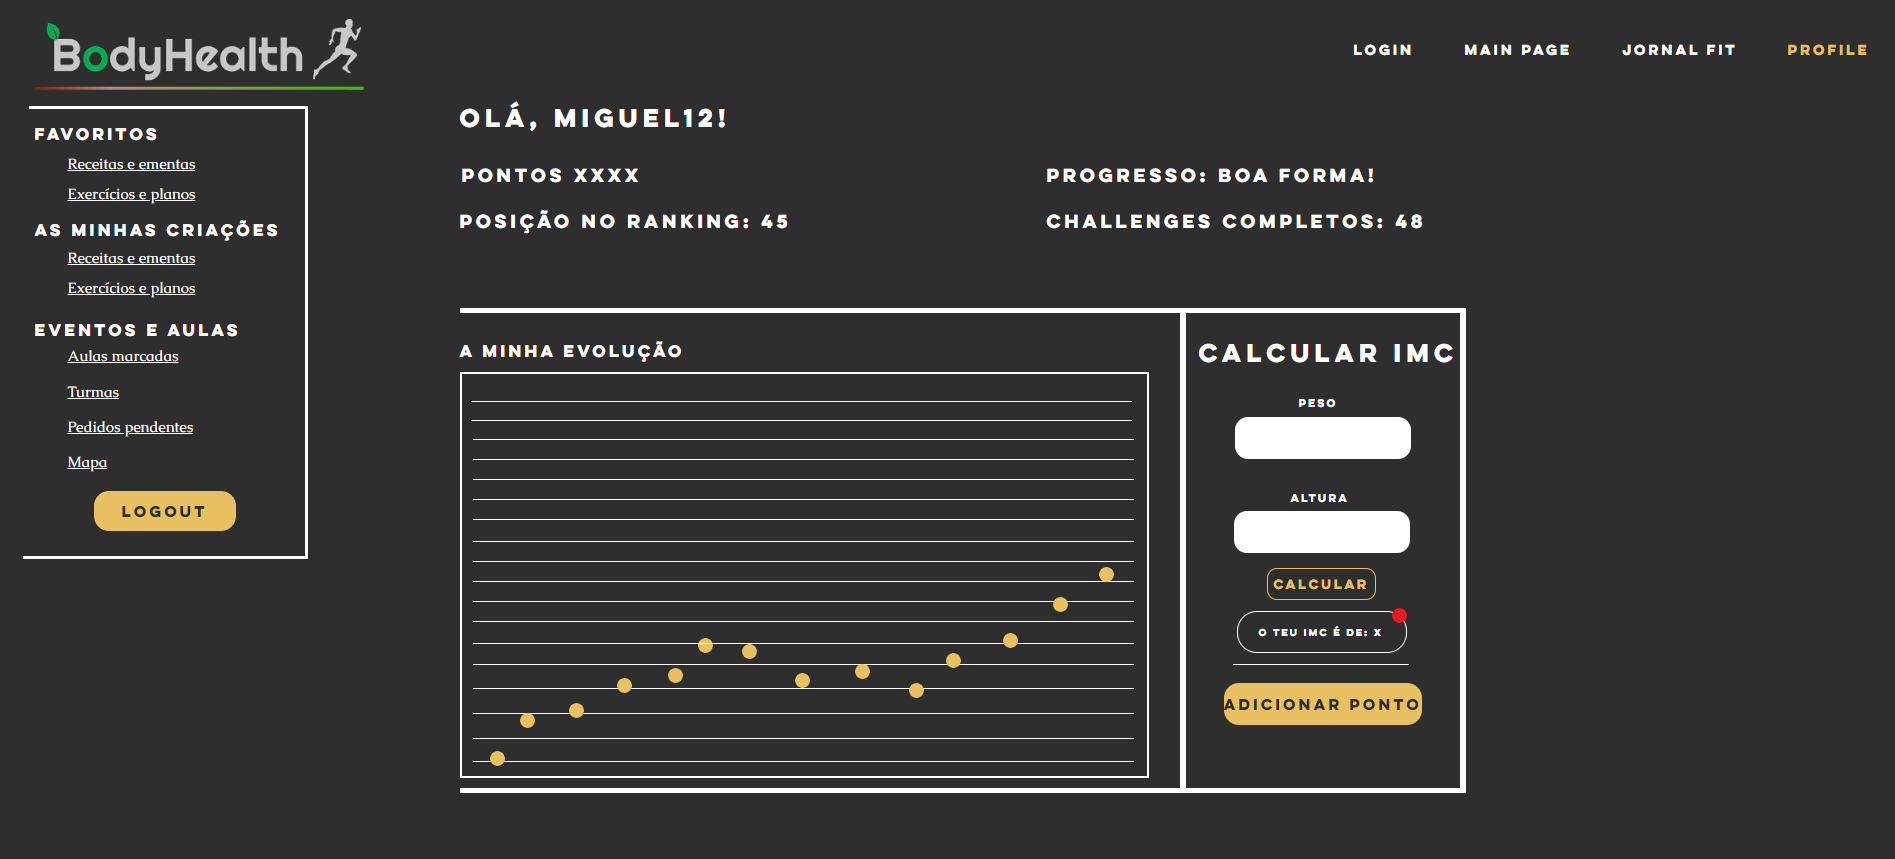 BodyHealth
LOGIN
MAIN PAGE
JORNAL FIT
PROFILE
FAVORITOS
Receitas e ementas
Exercícios e planos
AS MINHAS CRIAÇÕES
Receitas e ementas
Exercícios e planos
EVENTOS E AULAS
Aulas marcadas
Turmas
Pedidos pendentes
Mapa
LOGOUT
OLÁ, MIGUEL12!
PONTOS XXXX
PROGRESSO: BOA FORMA!
POSIÇÃO NO RANKING: 45
CHALLENGES COMPLETOS: 48
A MINHA EVOLUÇÃO
CALCULAR IMC
PESO
ALTURA
CALCULAR
O TEU IMC É DE: X
ADICIONAR PONTO